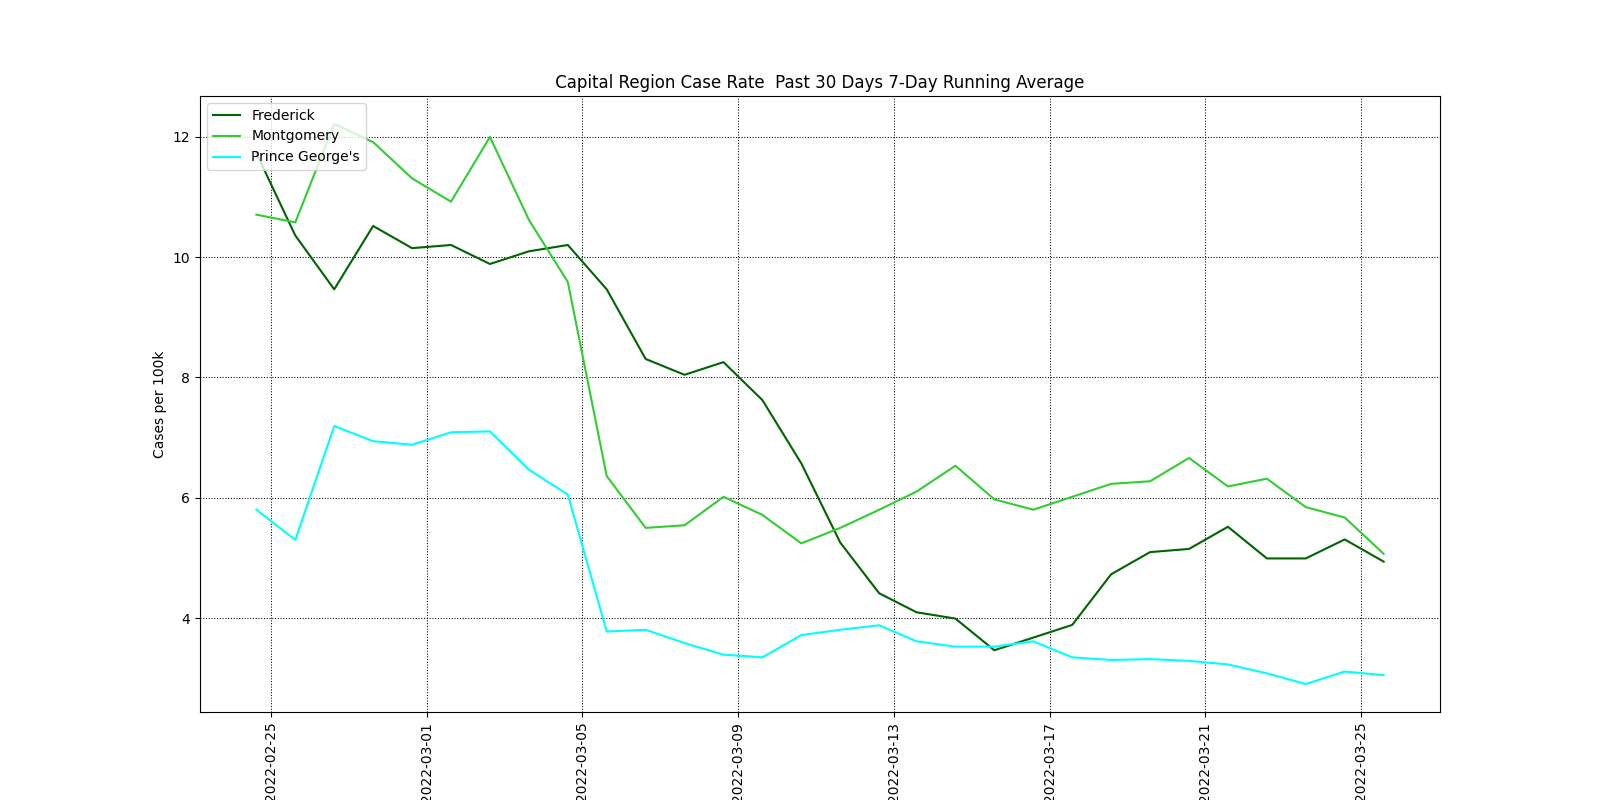 Capital Region Case Rate  Past 30 Days 7-Day Running Average
Frederick
Montgomery
Prince George's
Cases per 100k
12
10
8
6
4
2022-02-25
2022-03-01
2022-03-05
2022-03-09
2022-03-13
2022-03-17
2022-03-21
2022-03-25